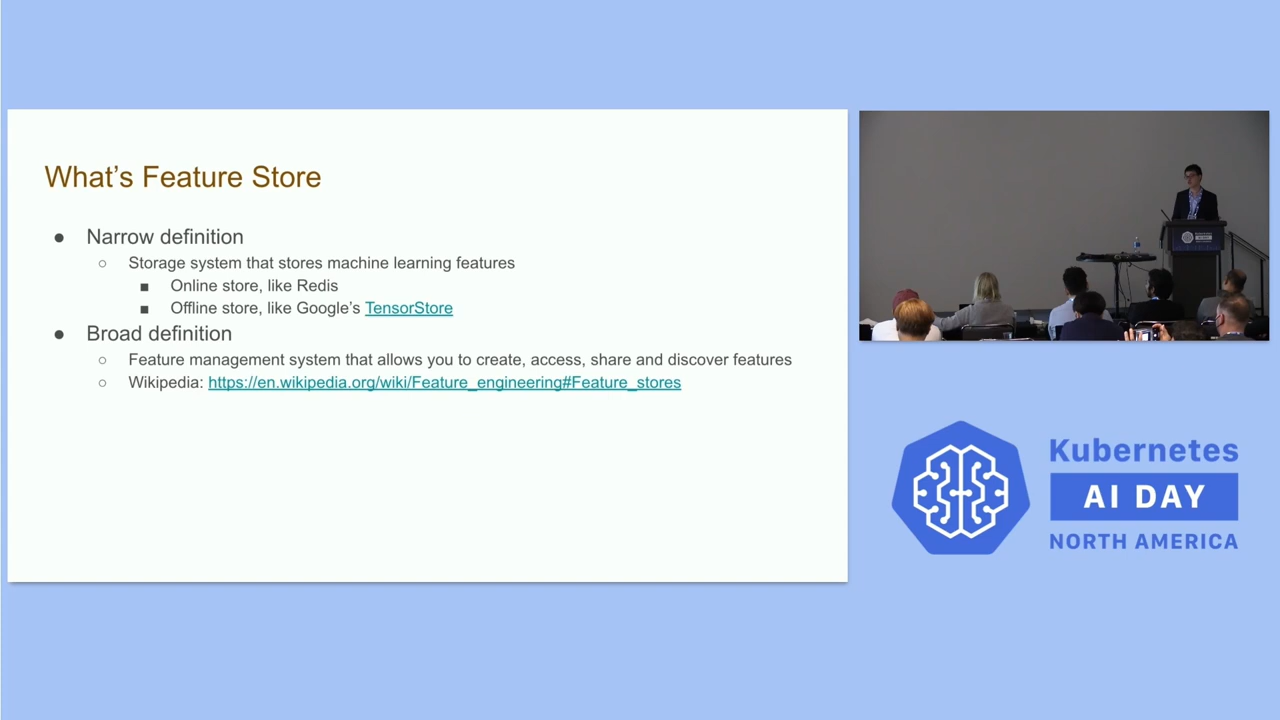 What's Feature Store
● Narrow definition
○ Storage system that stores machine learning features
■ Online store, like Redis
■ Offline store, like Google's TensorStore
● Broad definition
○ Feature management system that allows you to create, access, share and discover features
○ Wikipedia: https://en.wikipedia.org/wiki/Feature_engineering#Feature_stores
Kubernetes
AI DAY
NORTH AMERICA